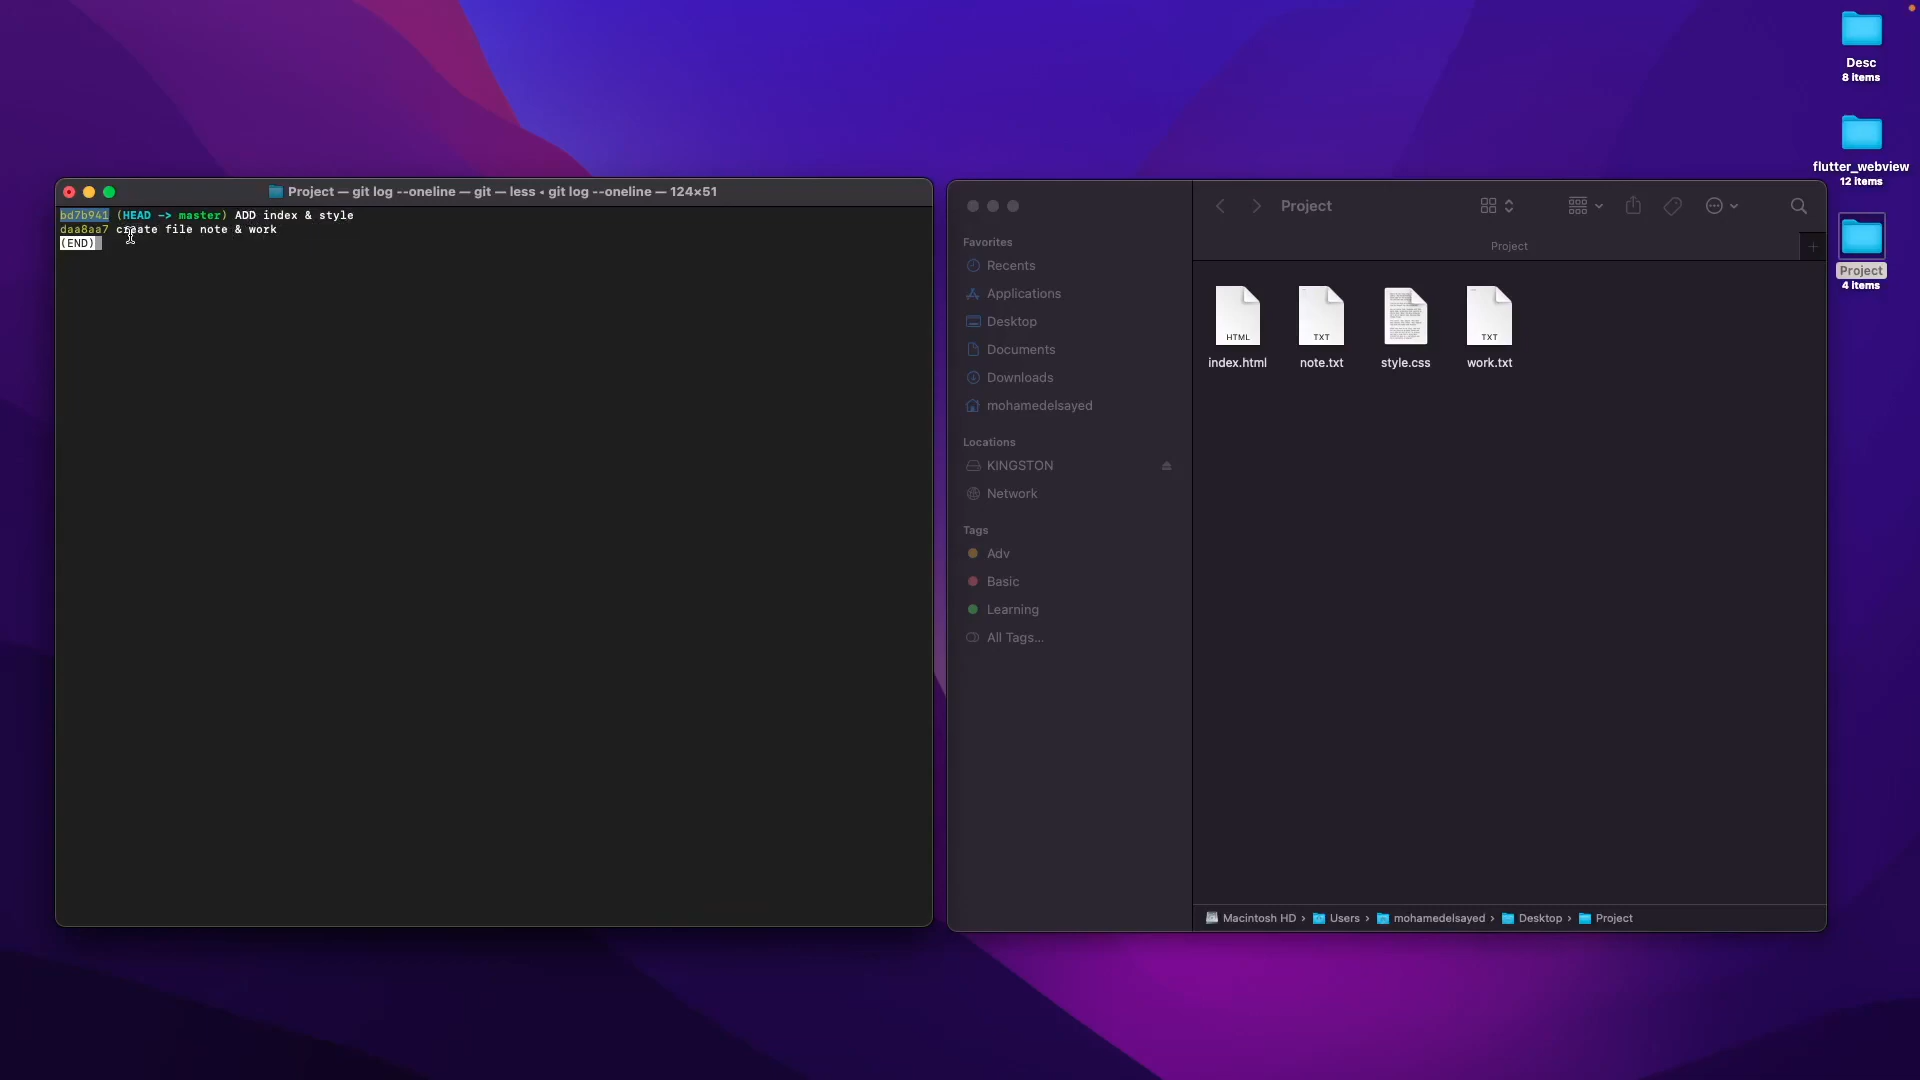 Desc
8 items
flutter_webview
12 items
Project
4 items
Project — git log --oneline — git — less ◂ git log --oneline — 124×51
bd7b941 (HEAD -> master) ADD index & style
daa8aa7 create file note & work
(END)
Project
Project
Favorites
Recents
Applications
Desktop
Documents
Downloads
mohamedelsayed
Locations
KINGSTON
Network
Tags
Adv
Basic
Learning
All Tags...
HTML
index.html
TXT
note.txt
style.css
TXT
work.txt
Macintosh HD › Users › mohamedelsayed › Desktop › Project